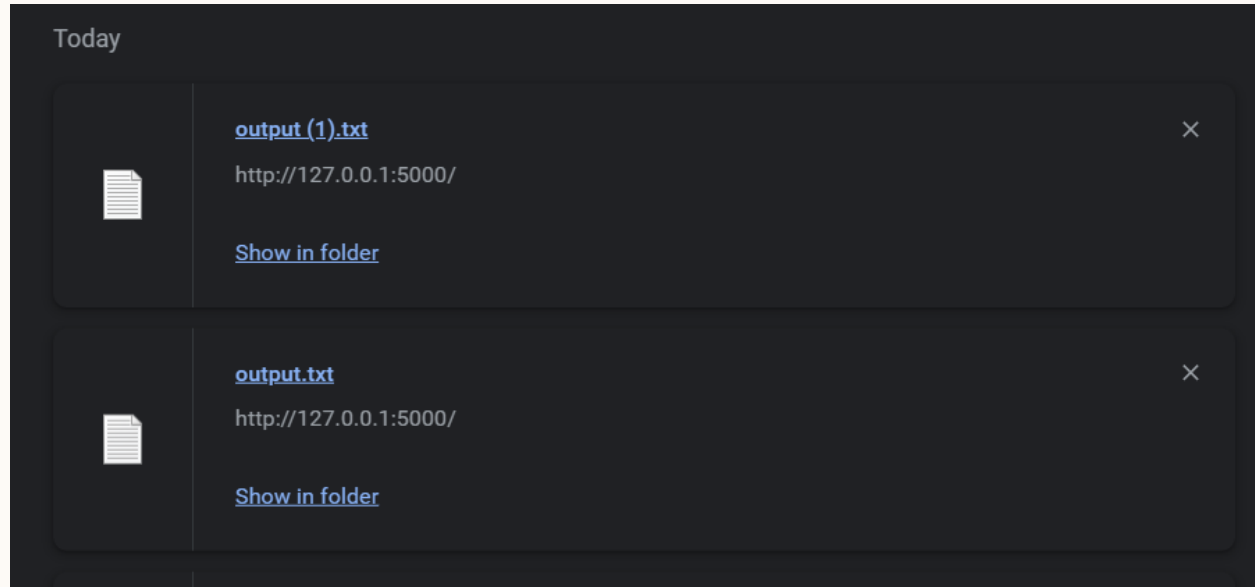 Today
output (1).txt
http://127.0.0.1:5000/
Show in folder
output.txt
http://127.0.0.1:5000/
Show in folder